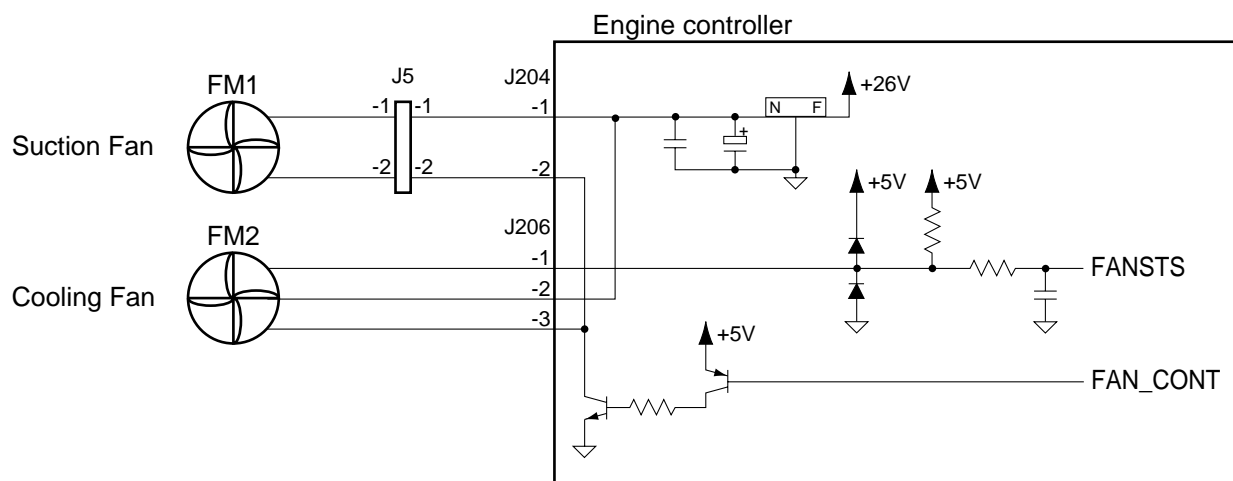 Engine controller
FM1
J5
J204
+26V
-1
-1
-1
N F
+
Suction Fan
-2
-2
-2
+5V
+5V
FM2
J206
-1
FANSTS
Cooling Fan
-2
-3
+5V
FAN_CONT